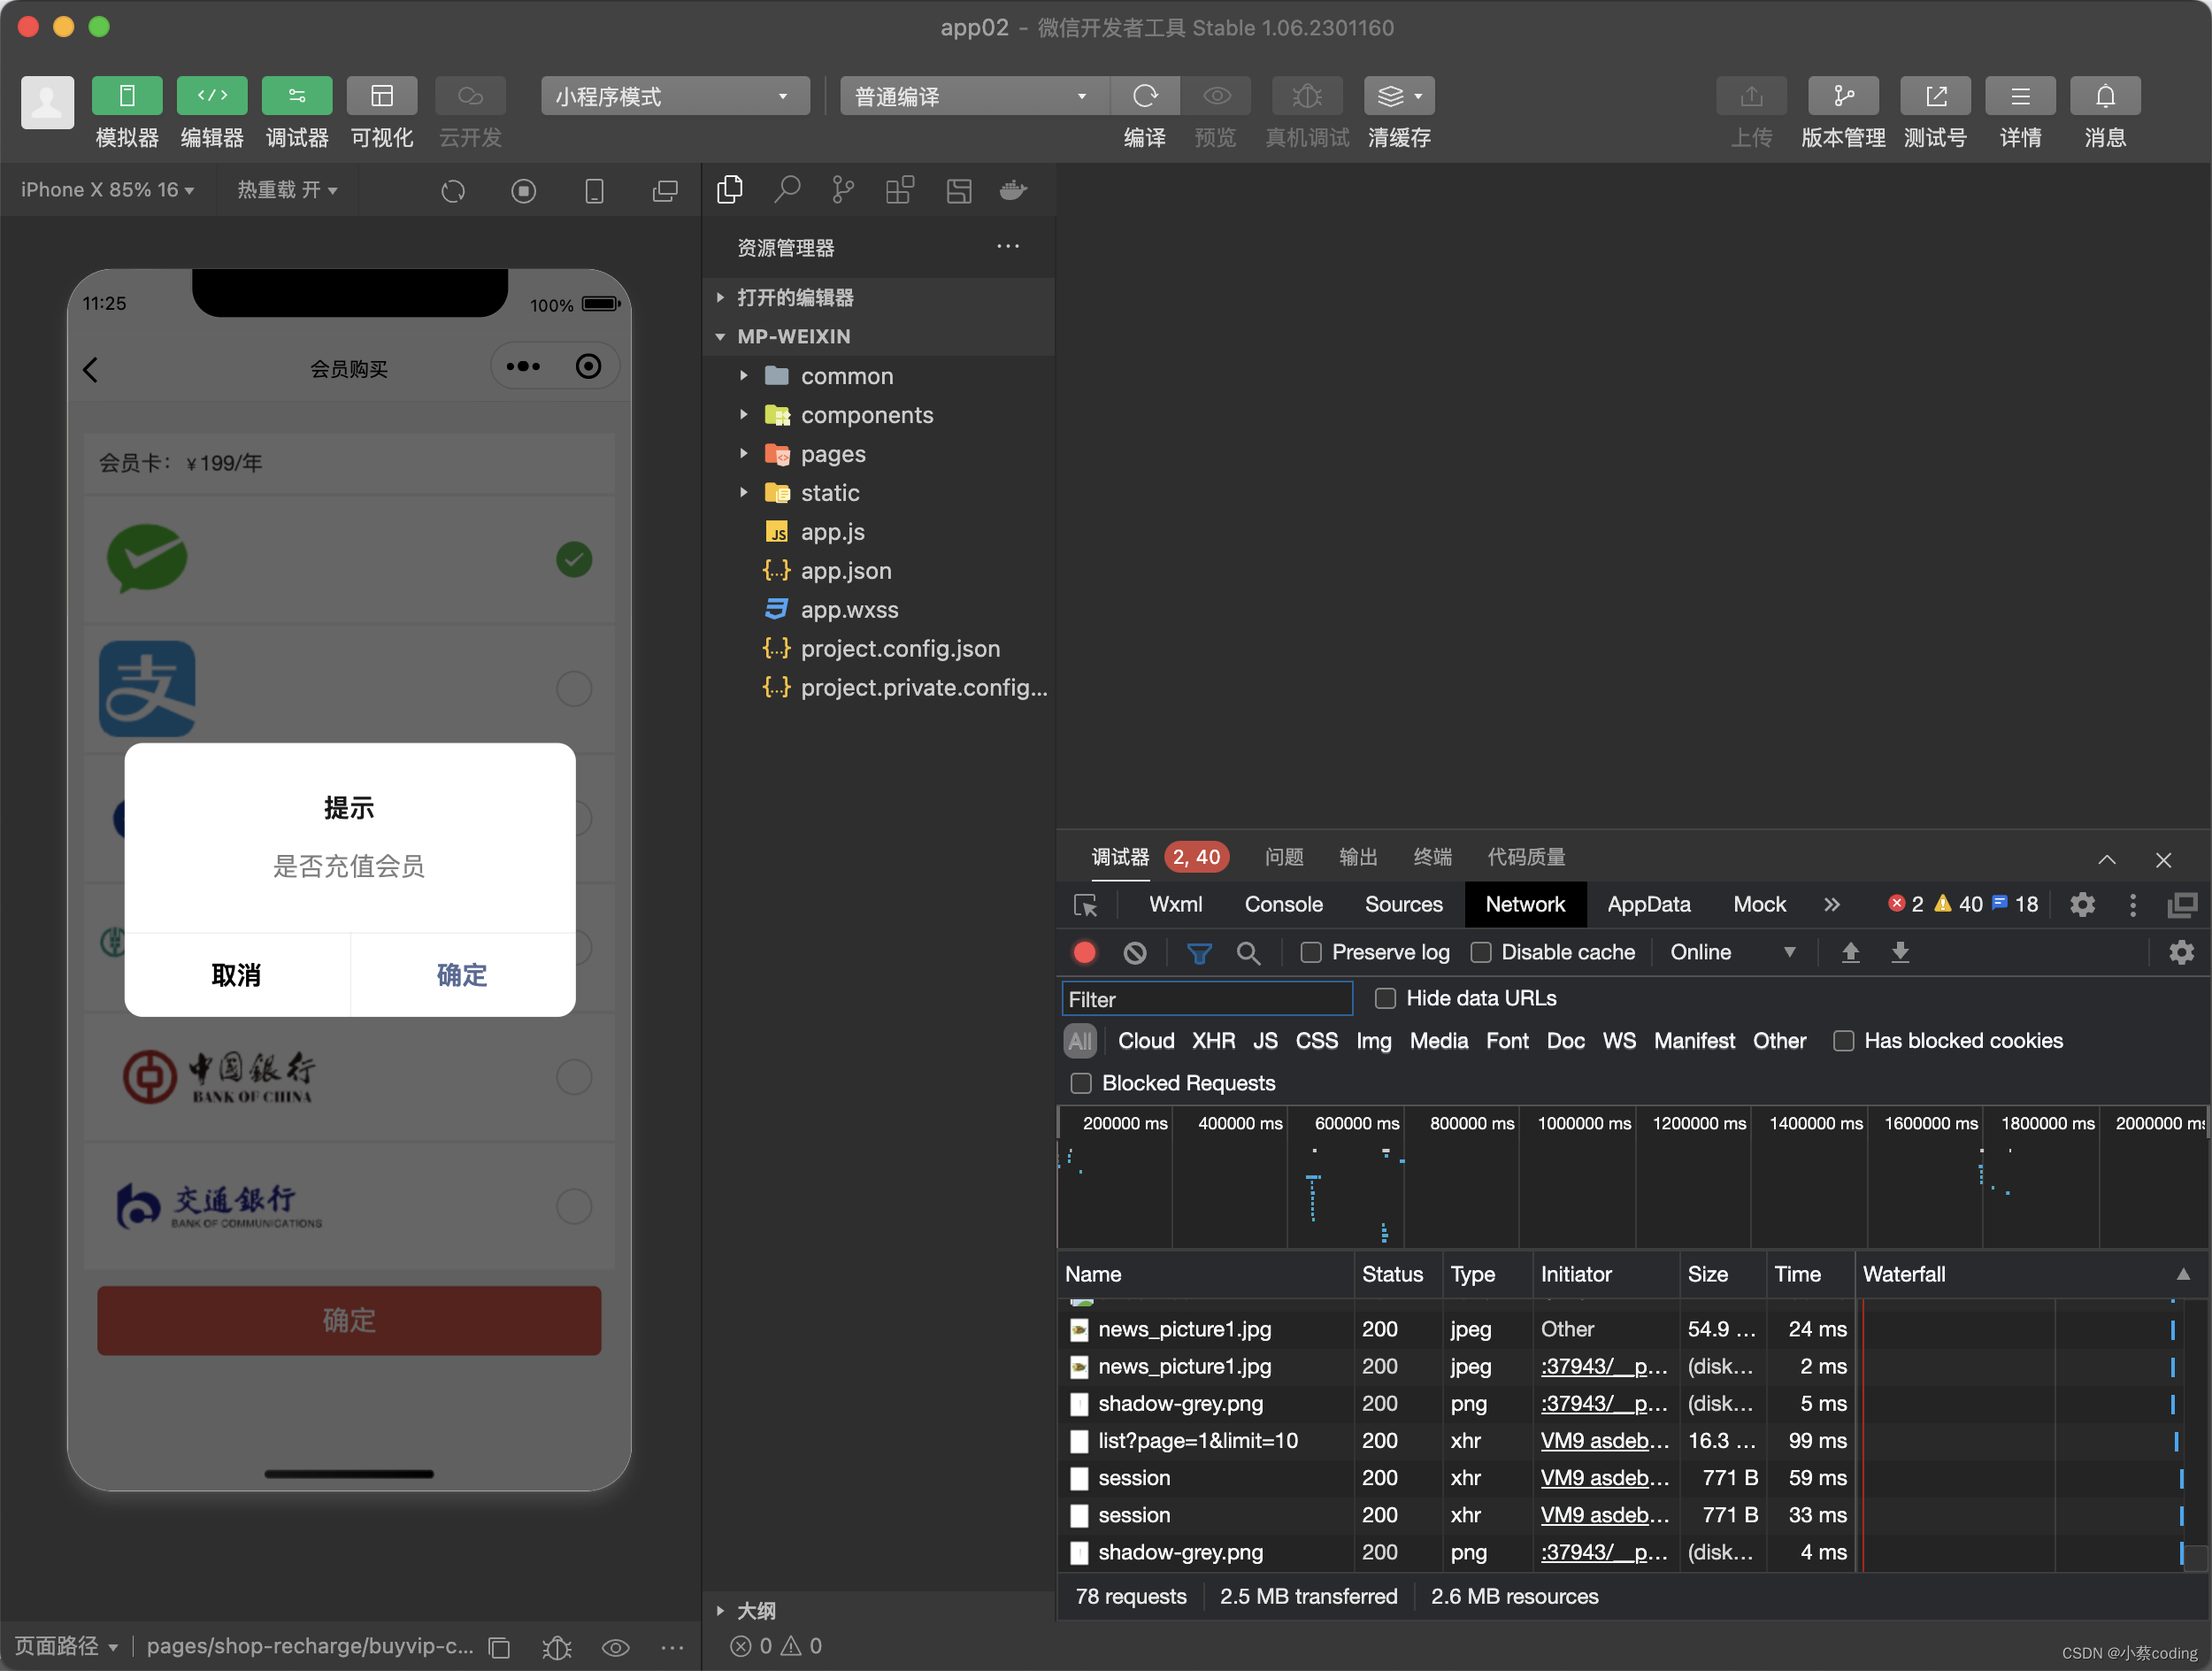 app02 - 微信开发者工具 Stable 1.06.2301160
小程序模式
普通编译
模拟器
编辑器
调试器
可视化
云开发
编译
预览
真机调试
清缓存
上传
版本管理
测试号
详情
消息
iPhone X 85% 16
热重载 开
11:25
100%
会员购买
会员卡：￥199/年
提示
是否充值会员
取消
确定
中国银行
BANK OF CHINA
交通银行
BANK OF COMMUNICATIONS
确定
页面路径
pages/shop-recharge/buyvip-c...
资源管理器
打开的编辑器
MP-WEIXIN
common
components
pages
static
JS app.js
{...} app.json
app.wxss
{...} project.config.json
{...} project.private.config...
大纲
0
0
调试器
2, 40
问题
输出
终端
代码质量
Wxml
Console
Sources
Network
AppData
Mock
2
40
18
Preserve log
Disable cache
Online
Filter
Hide data URLs
All
Cloud
XHR
JS
CSS
Img
Media
Font
Doc
WS
Manifest
Other
Has blocked cookies
Blocked Requests
200000 ms
400000 ms
600000 ms
800000 ms
1000000 ms
1200000 ms
1400000 ms
1600000 ms
1800000 ms
2000000 ms
Name Status Type Initiator Size Time Waterfall
news_picture1.jpg 200 jpeg Other 54.9 ... 24 ms
news_picture1.jpg 200 jpeg :37943/__p... (disk... 2 ms
shadow-grey.png 200 png :37943/__p... (disk... 5 ms
list?page=1&limit=10 200 xhr VM9 asdeb... 16.3 ... 99 ms
session 200 xhr VM9 asdeb... 771 B 59 ms
session 200 xhr VM9 asdeb... 771 B 33 ms
shadow-grey.png 200 png :37943/__p... (disk... 4 ms
78 requests
2.5 MB transferred
2.6 MB resources
CSDN @小蔡coding